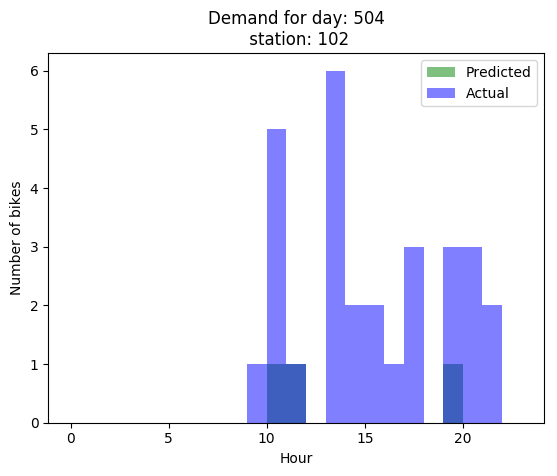 Demand for day: 504
station: 102
Predicted
Actual
6
5
4
3
2
1
0
Number of bikes
0 5 10 15 20
Hour